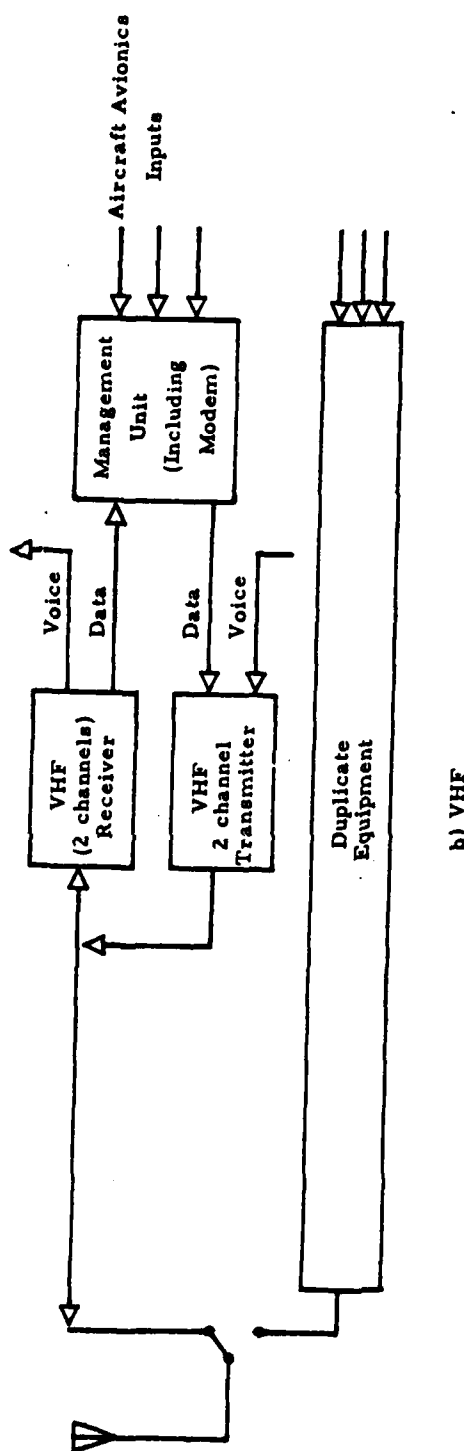 Aircraft Avionics
Inputs
Voice
Data
VHF
(2 channels)
Receiver
Management
Unit
(Including
Modem)
Data
Voice
VHF
2 channel
Transmitter
Duplicate
Equipment
b) VHF